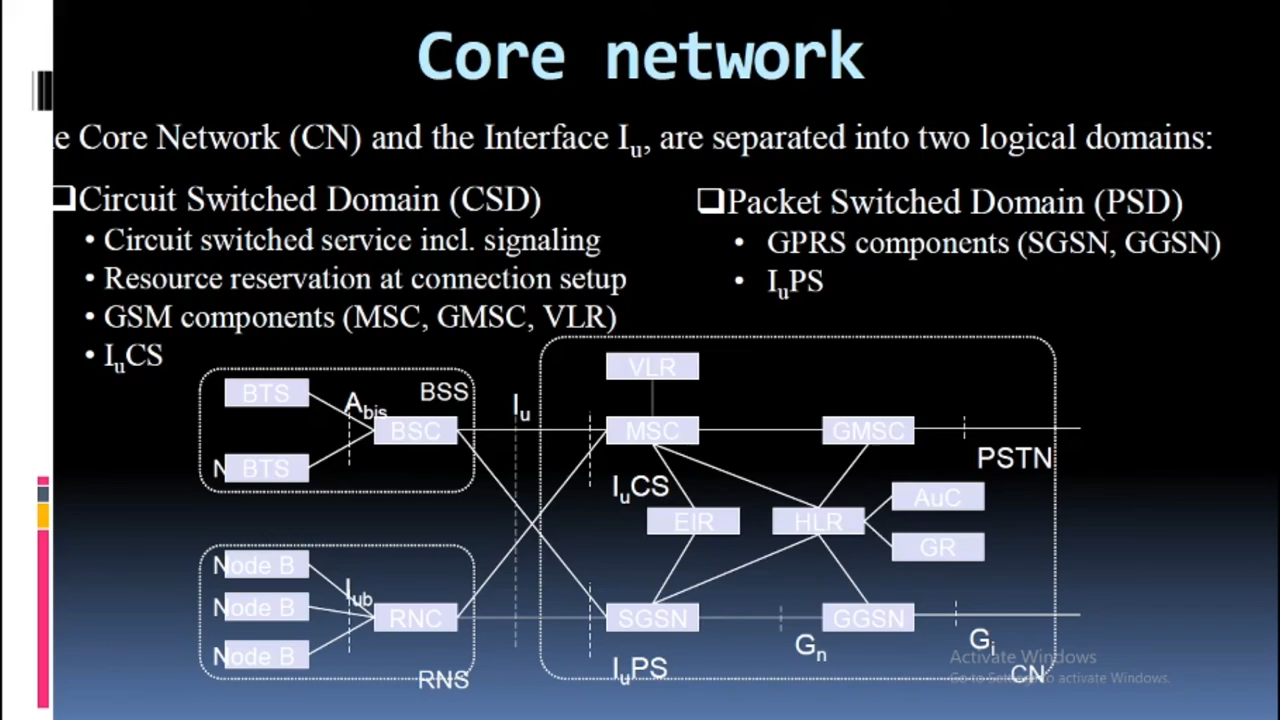 Core network
e Core Network (CN) and the Interface Iu, are separated into two logical domains:
❑Circuit Switched Domain (CSD)
• Circuit switched service incl. signaling
• Resource reservation at connection setup
• GSM components (MSC, GMSC, VLR)
• IuCS
❑Packet Switched Domain (PSD)
• GPRS components (SGSN, GGSN)
• IuPS
VLR
BTS
Abis
BSS
Iu
BSC
MSC
GMSC
PSTN
N BTS
IuCS
AuC
EIR
HLR
GR
Node B
Iub
Node B
RNC
SGSN
GGSN
Node B
Gn
Gi
IuPS
RNS
CN
Activate Windows
Go to Settings to activate Windows.